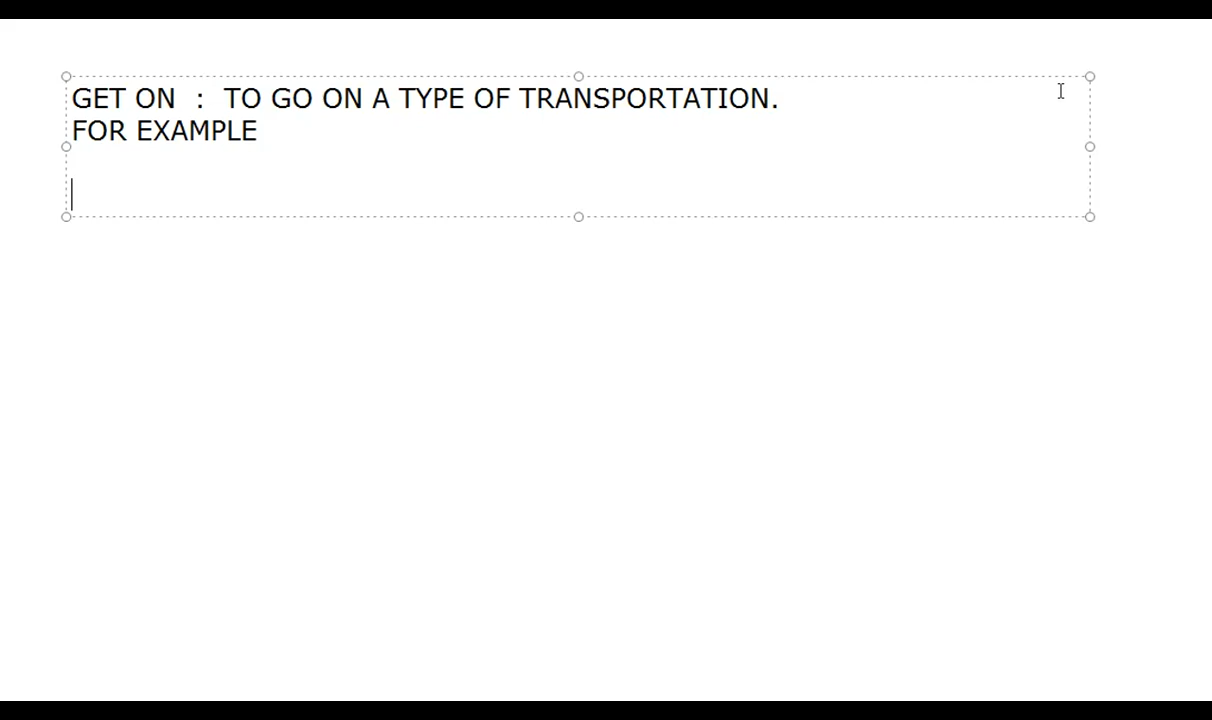 GET ON  :  TO GO ON A TYPE OF TRANSPORTATION.
FOR EXAMPLE